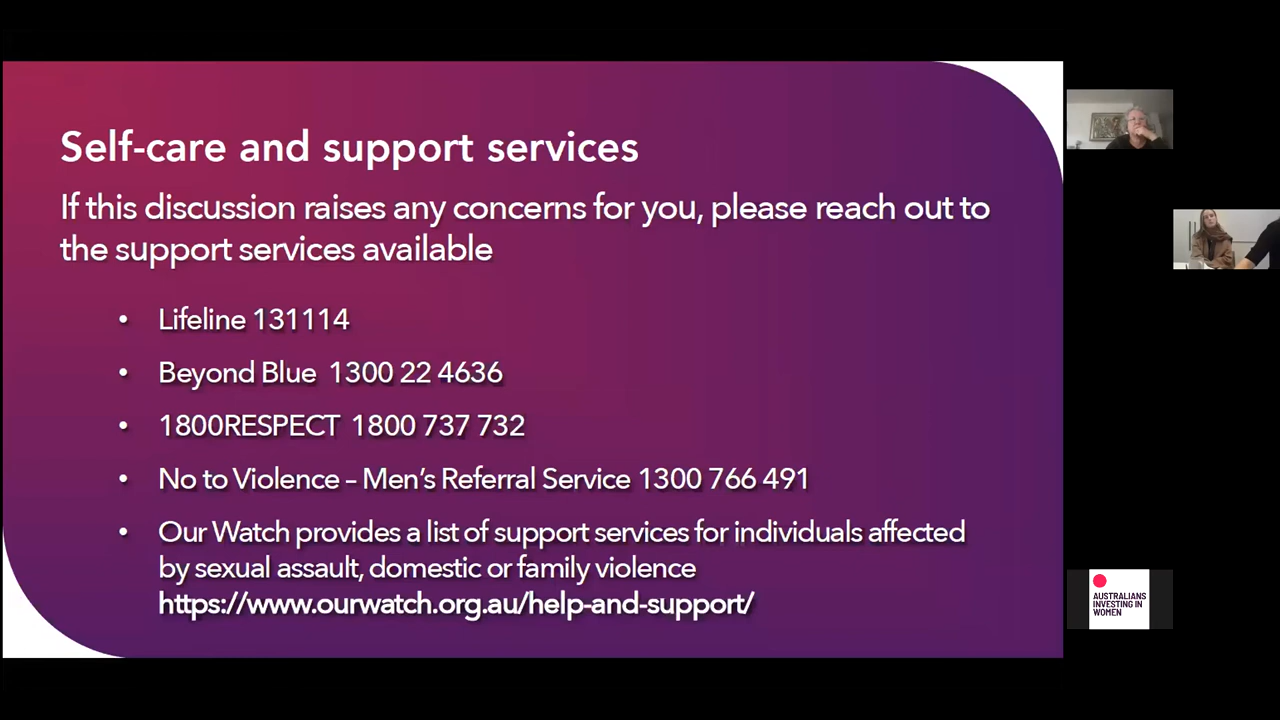 Self-care and support services
If this discussion raises any concerns for you, please reach out to
the support services available
• Lifeline 131114
• Beyond Blue  1300 22 4636
• 1800RESPECT  1800 737 732
• No to Violence – Men’s Referral Service 1300 766 491
• Our Watch provides a list of support services for individuals affected
by sexual assault, domestic or family violence
https://www.ourwatch.org.au/help-and-support/
AUSTRALIANS
INVESTING IN
WOMEN